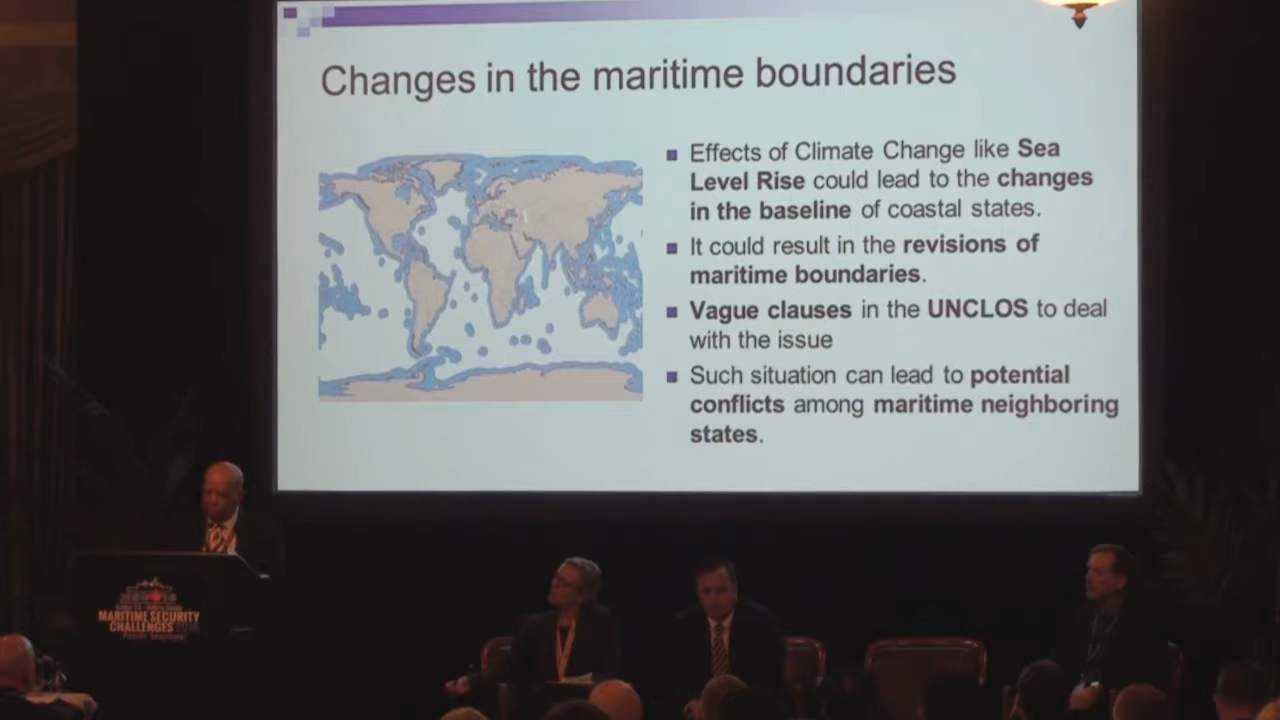 Changes in the maritime boundaries
Effects of Climate Change like Sea
Level Rise could lead to the changes
in the baseline of coastal states.
It could result in the revisions of
maritime boundaries.
Vague clauses in the UNCLOS to deal
with the issue
Such situation can lead to potential
conflicts among maritime neighboring
states.
MARITIME SECURITY
CHALLENGES
Pacific Seapower